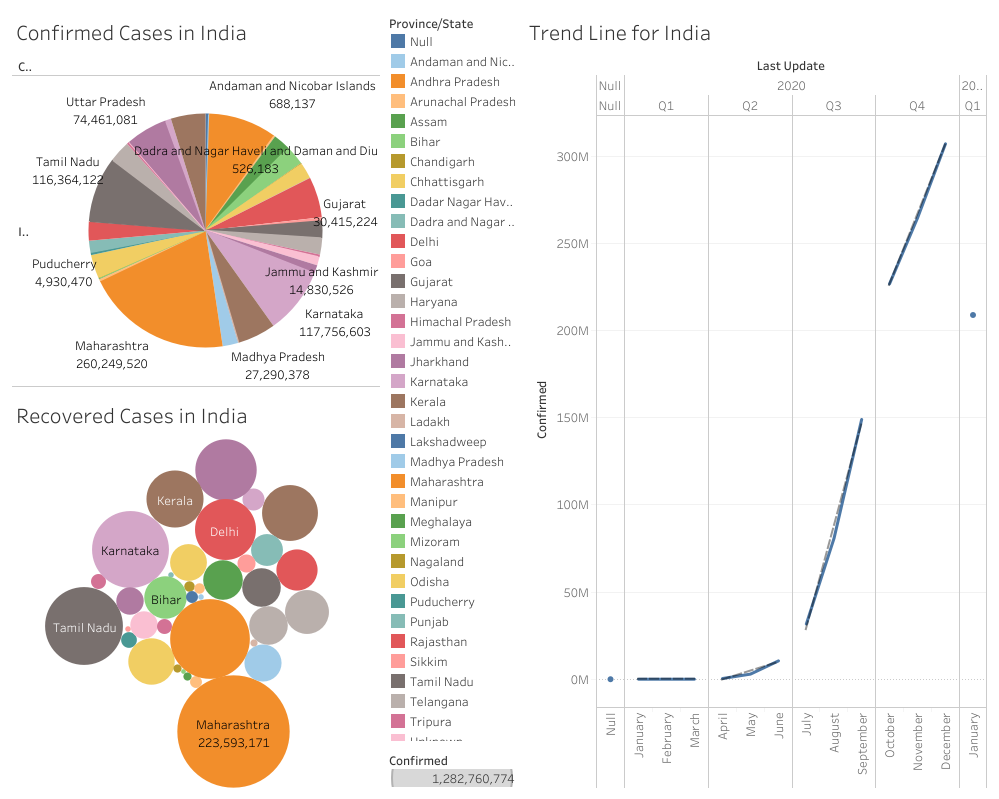 Confirmed Cases in India
C..
Andaman and Nicobar Islands
688,137
Uttar Pradesh
74,461,081
Dadra and Nagar Haveli and Daman and Diu
526,183
Tamil Nadu
116,364,122
Gujarat
30,415,224
I..
Puducherry
4,930,470
Jammu and Kashmir
14,830,526
Karnataka
117,756,603
Maharashtra
260,249,520
Madhya Pradesh
27,290,378
Recovered Cases in India
Kerala
Delhi
Karnataka
Bihar
Tamil Nadu
Maharashtra
223,593,171
Province/State
Null
Andaman and Nic..
Andhra Pradesh
Arunachal Pradesh
Assam
Bihar
Chandigarh
Chhattisgarh
Dadar Nagar Hav..
Dadra and Nagar ..
Delhi
Goa
Gujarat
Haryana
Himachal Pradesh
Jammu and Kash..
Jharkhand
Karnataka
Kerala
Ladakh
Lakshadweep
Madhya Pradesh
Maharashtra
Manipur
Meghalaya
Mizoram
Nagaland
Odisha
Puducherry
Punjab
Rajasthan
Sikkim
Tamil Nadu
Telangana
Tripura
Unknown
Confirmed
1,282,760,774
Trend Line for India
Last Update
Null 2020 20..
Null Q1 Q2 Q3 Q4 Q1
Confirmed
300M
250M
200M
150M
100M
50M
0M
Null
January
February
March
April
May
June
July
August
September
October
November
December
January